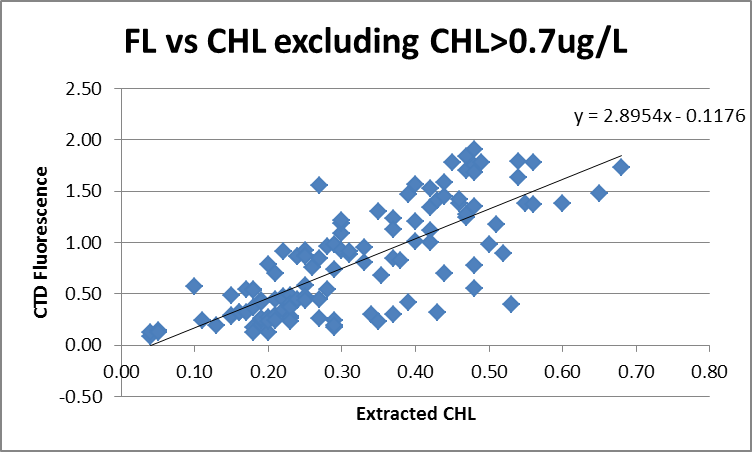 FL vs CHL excluding CHL>0.7ug/L
2.50
y = 2.8954x - 0.1176
2.00
1.50
1.00
0.50
0.00
-0.50
CTD Fluorescence
0.00 0.10 0.20 0.30 0.40 0.50 0.60 0.70 0.80
Extracted CHL